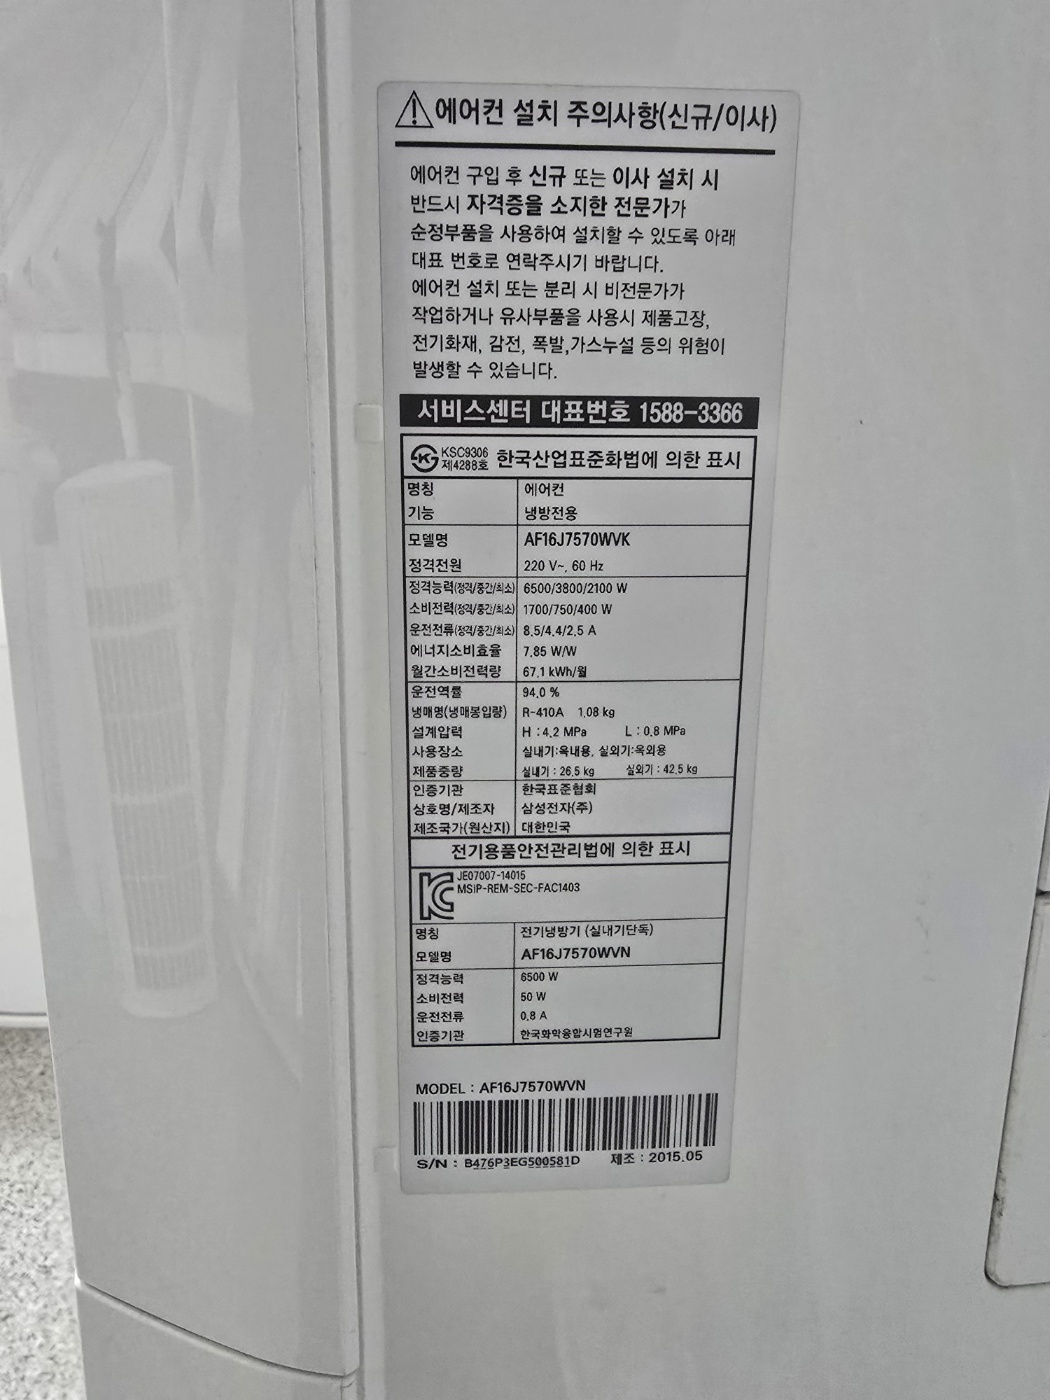 ⚠에어컨 설치 주의사항(신규/이사)
에어컨 구입 후 신규 또는 이사 설치 시
반드시 자격증을 소지한 전문가가
순정부품을 사용하여 설치할 수 있도록 아래
대표 번호로 연락주시기 바랍니다.
에어컨 설치 또는 분리 시 비전문가가
작업하거나 유사부품을 사용시 제품고장,
전기화재, 감전, 폭발,가스누설 등의 위험이
발생할 수 있습니다.
서비스센터 대표번호 1588-3366
KSC9306
제4288호 한국산업표준화법에 의한 표시
명칭 에어컨
기능 냉방전용
모델명 AF16J7570WVK
정격전원 220 V~, 60 Hz
정격능력(정격/중간/최소) 6500/3800/2100 W
소비전력(정격/중간/최소) 1700/750/400 W
운전전류(정격/중간/최소) 8.5/4.4/2.5 A
에너지소비효율 7.85 W/W
월간소비전력량 67.1 kWh/월
운전역률 94.0 %
냉매명(냉매봉입량) R-410A 1.08 kg
설계압력 H : 4.2 MPa L : 0.8 MPa
사용장소 실내기:옥내용, 실외기:옥외용
제품중량 실내기 : 26.5 kg 실외기 : 42.5 kg
인증기관 한국표준협회
상호명/제조자 삼성전자(주)
제조국가(원산지) 대한민국
전기용품안전관리법에 의한 표시
JE07007-14015
MSIP-REM-SEC-FAC1403
명칭 전기냉방기 (실내기단독)
모델명 AF16J7570WVN
정격능력 6500 W
소비전력 50 W
운전전류 0.8 A
인증기관 한국화학융합시험연구원
MODEL : AF16J7570WVN
S/N : B476P3EG500581D 제조 : 2015.05